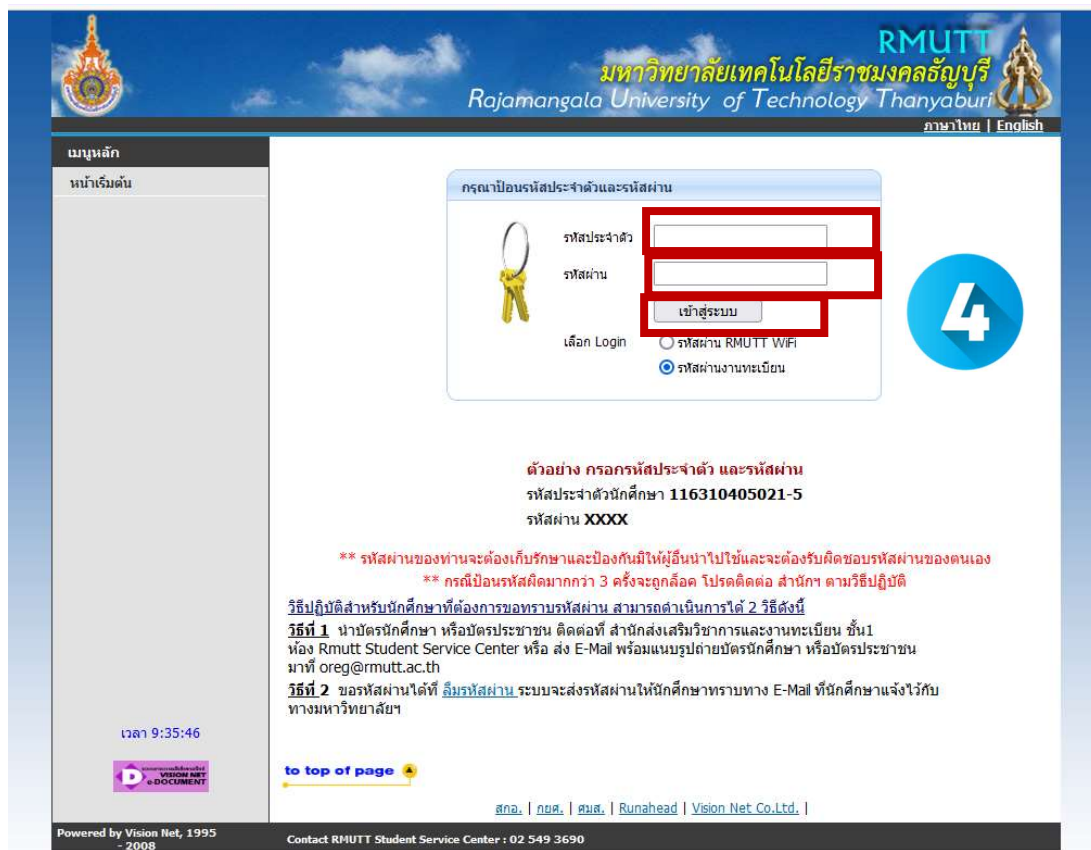 RMUTT
มหาวิทยาลัยเทคโนโลยีราชมงคลธัญบุรี
Rajamangala University of Technology Thanyaburi
ภาษาไทย | English
เมนูหลัก
หน้าเริ่มต้น
กรุณาป้อนรหัสประจำตัวและรหัสผ่าน
รหัสประจำตัว
รหัสผ่าน
เข้าสู่ระบบ
4
เลือก Login
รหัสผ่าน RMUTT WiFi
รหัสผ่านงานทะเบียน
ตัวอย่าง กรอกรหัสประจำตัว และรหัสผ่าน
รหัสประจำตัวนักศึกษา 116310405021-5
รหัสผ่าน XXXX
** รหัสผ่านของท่านจะต้องเก็บรักษาและป้องกันมิให้ผู้อื่นนำไปใช้และจะต้องรับผิดชอบรหัสผ่านของตนเอง
** กรณีป้อนรหัสผิดมากกว่า 3 ครั้งจะถูกล็อค โปรดติดต่อ สำนักฯ ตามวิธีปฏิบัติ
วิธีปฏิบัติสำหรับนักศึกษาที่ต้องการขอทราบรหัสผ่าน สามารถดำเนินการได้ 2 วิธีดังนี้
วิธีที่ 1 นำบัตรนักศึกษา หรือบัตรประชาชน ติดต่อที่ สำนักส่งเสริมวิชาการและงานทะเบียน ชั้น1
ห้อง Rmutt Student Service Center หรือ ส่ง E-Mail พร้อมแนบรูปถ่ายบัตรนักศึกษา หรือบัตรประชาชน
มาที่ oreg@rmutt.ac.th
วิธีที่ 2 ขอรหัสผ่านได้ที่ ลืมรหัสผ่าน ระบบจะส่งรหัสผ่านให้นักศึกษาทราบทาง E-Mail ที่นักศึกษาแจ้งไว้กับ
ทางมหาวิทยาลัยฯ
เวลา 9:35:46
VISION NET
e-DOCUMENT
to top of page
สกอ. | กยศ. | ศมส. | Runahead | Vision Net Co.Ltd. |
Powered by Vision Net, 1995
- 2008
Contact RMUTT Student Service Center : 02 549 3690